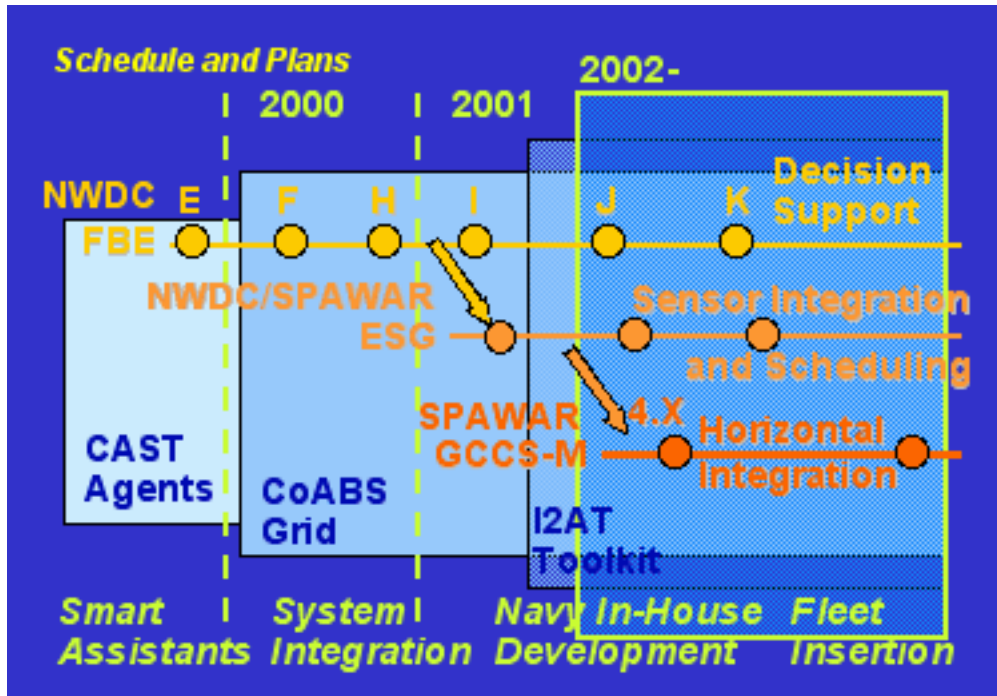 Schedule and Plans
2000
2001
2002-
NWDC
E
F
H
I
J
K
Decision
Support
FBE
NWDC/SPAWAR
ESG
Sensor Integration
and Scheduling
SPAWAR
GCCS-M
4.X
Horizontal
Integration
CAST
Agents
CoABS
Grid
I2AT
Toolkit
Smart
Assistants
System
Integration
Navy In-House
Development
Fleet
Insertion